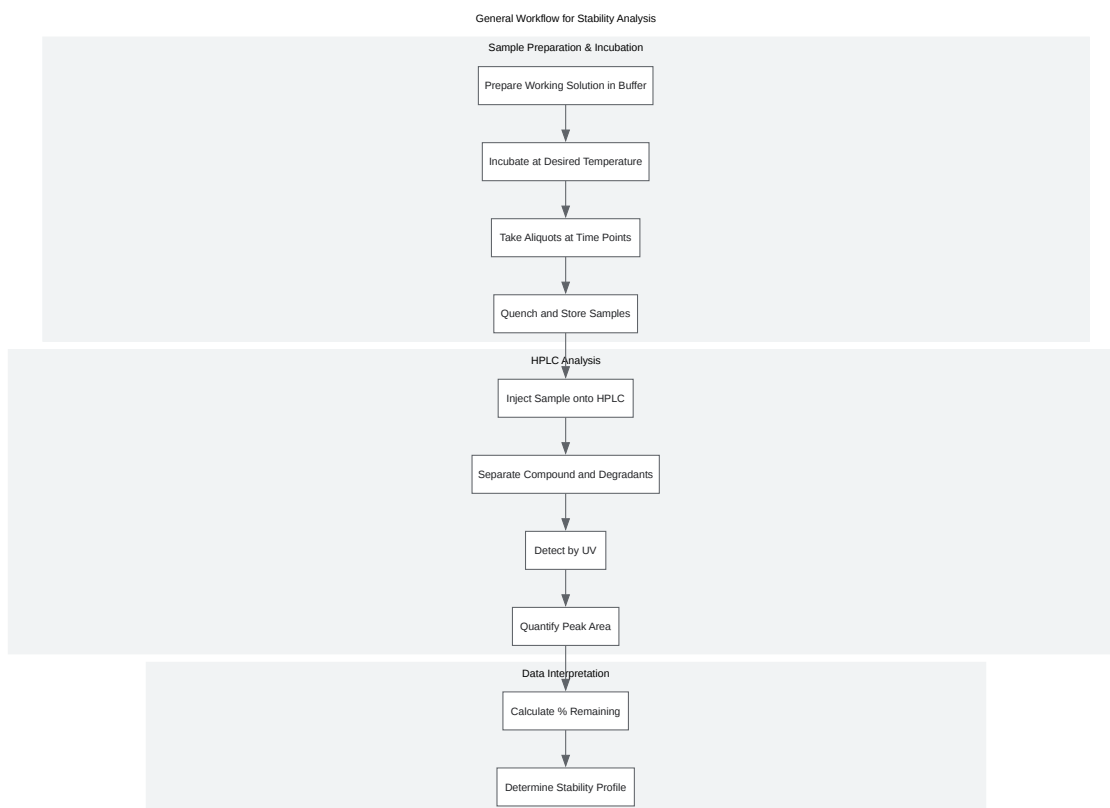 General Workflow for Stability Analysis
Sample Preparation & Incubation
Prepare Working Solution in Buffer
Incubate at Desired Temperature
Take Aliquots at Time Points
Quench and Store Samples
HPLC Analysis
Inject Sample onto HPLC
Separate Compound and Degradants
Detect by UV
Quantify Peak Area
Data Interpretation
Calculate % Remaining
Determine Stability Profile